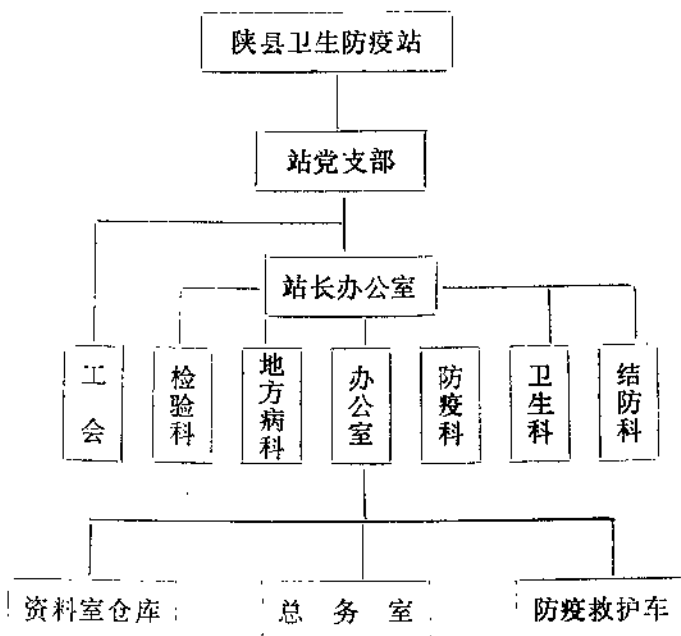 陕县卫生防疫站
站党支部
站长办公室
工会
检验科
地方病科
办公室
防疫科
卫生科
结防科
资料室仓库
总务室
防疫救护车